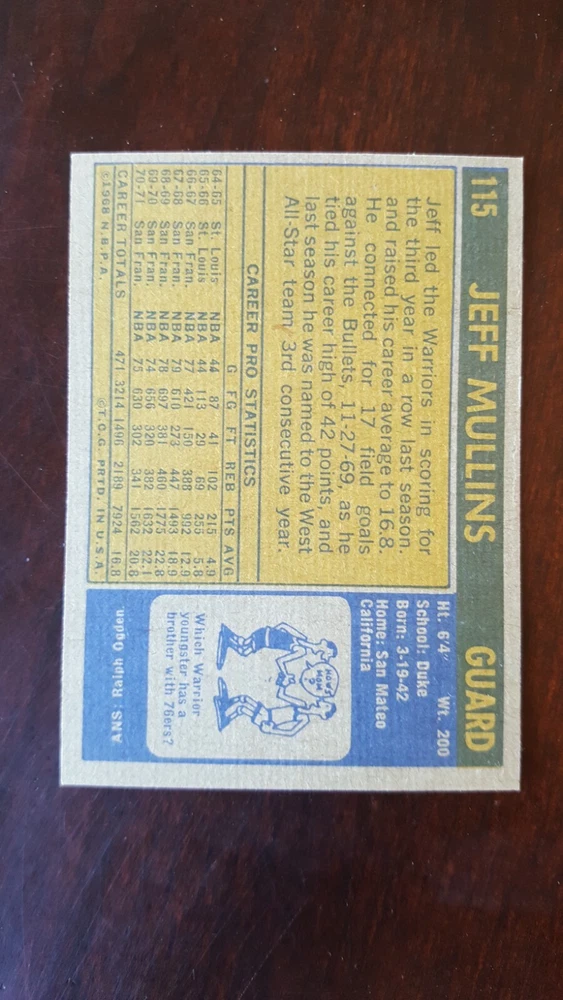 115 JEFF MULLINS GUARD
Jeff led the Warriors in scoring for
the third year in a row last season.
and raised his career average to 16.8.
He connected for 17 field goals
against the Bullets, 11-27-69, as he
tied his career high of 42 points, and
last season he was named to the West
All-Star team 3rd consecutive year.
CAREER PRO STATISTICS
G FG FT REB PTS AVG
64-65 St. Louis NBA 44 87 41 102 215 4.9
65-66 St. Louis NBA 44 113 29 69 255 5.8
66-67 San Fran. NBA 77 421 150 388 992 12.9
67-68 San Fran. NBA 79 610 273 447 1493 18.9
68-69 San Fran. NBA 78 697 381 460 1775 22.8
69-70 San Fran. NBA 74 656 320 382 1632 22.1
70-71 San Fran. NBA 75 630 302 341 1562 20.8
CAREER TOTALS 471 3214 1496 2189 7924 16.8
©1968 N.B.P.A. ©T.C.G. PRTD. IN U.S.A.
Ht. 6'4" Wt. 200
School: Duke
Born: 3-19-42
Home: San Mateo
California
HOW'S
MOM
?
Which Warrior
youngster has a
brother with 76ers?
ANS: Ralph Ogden